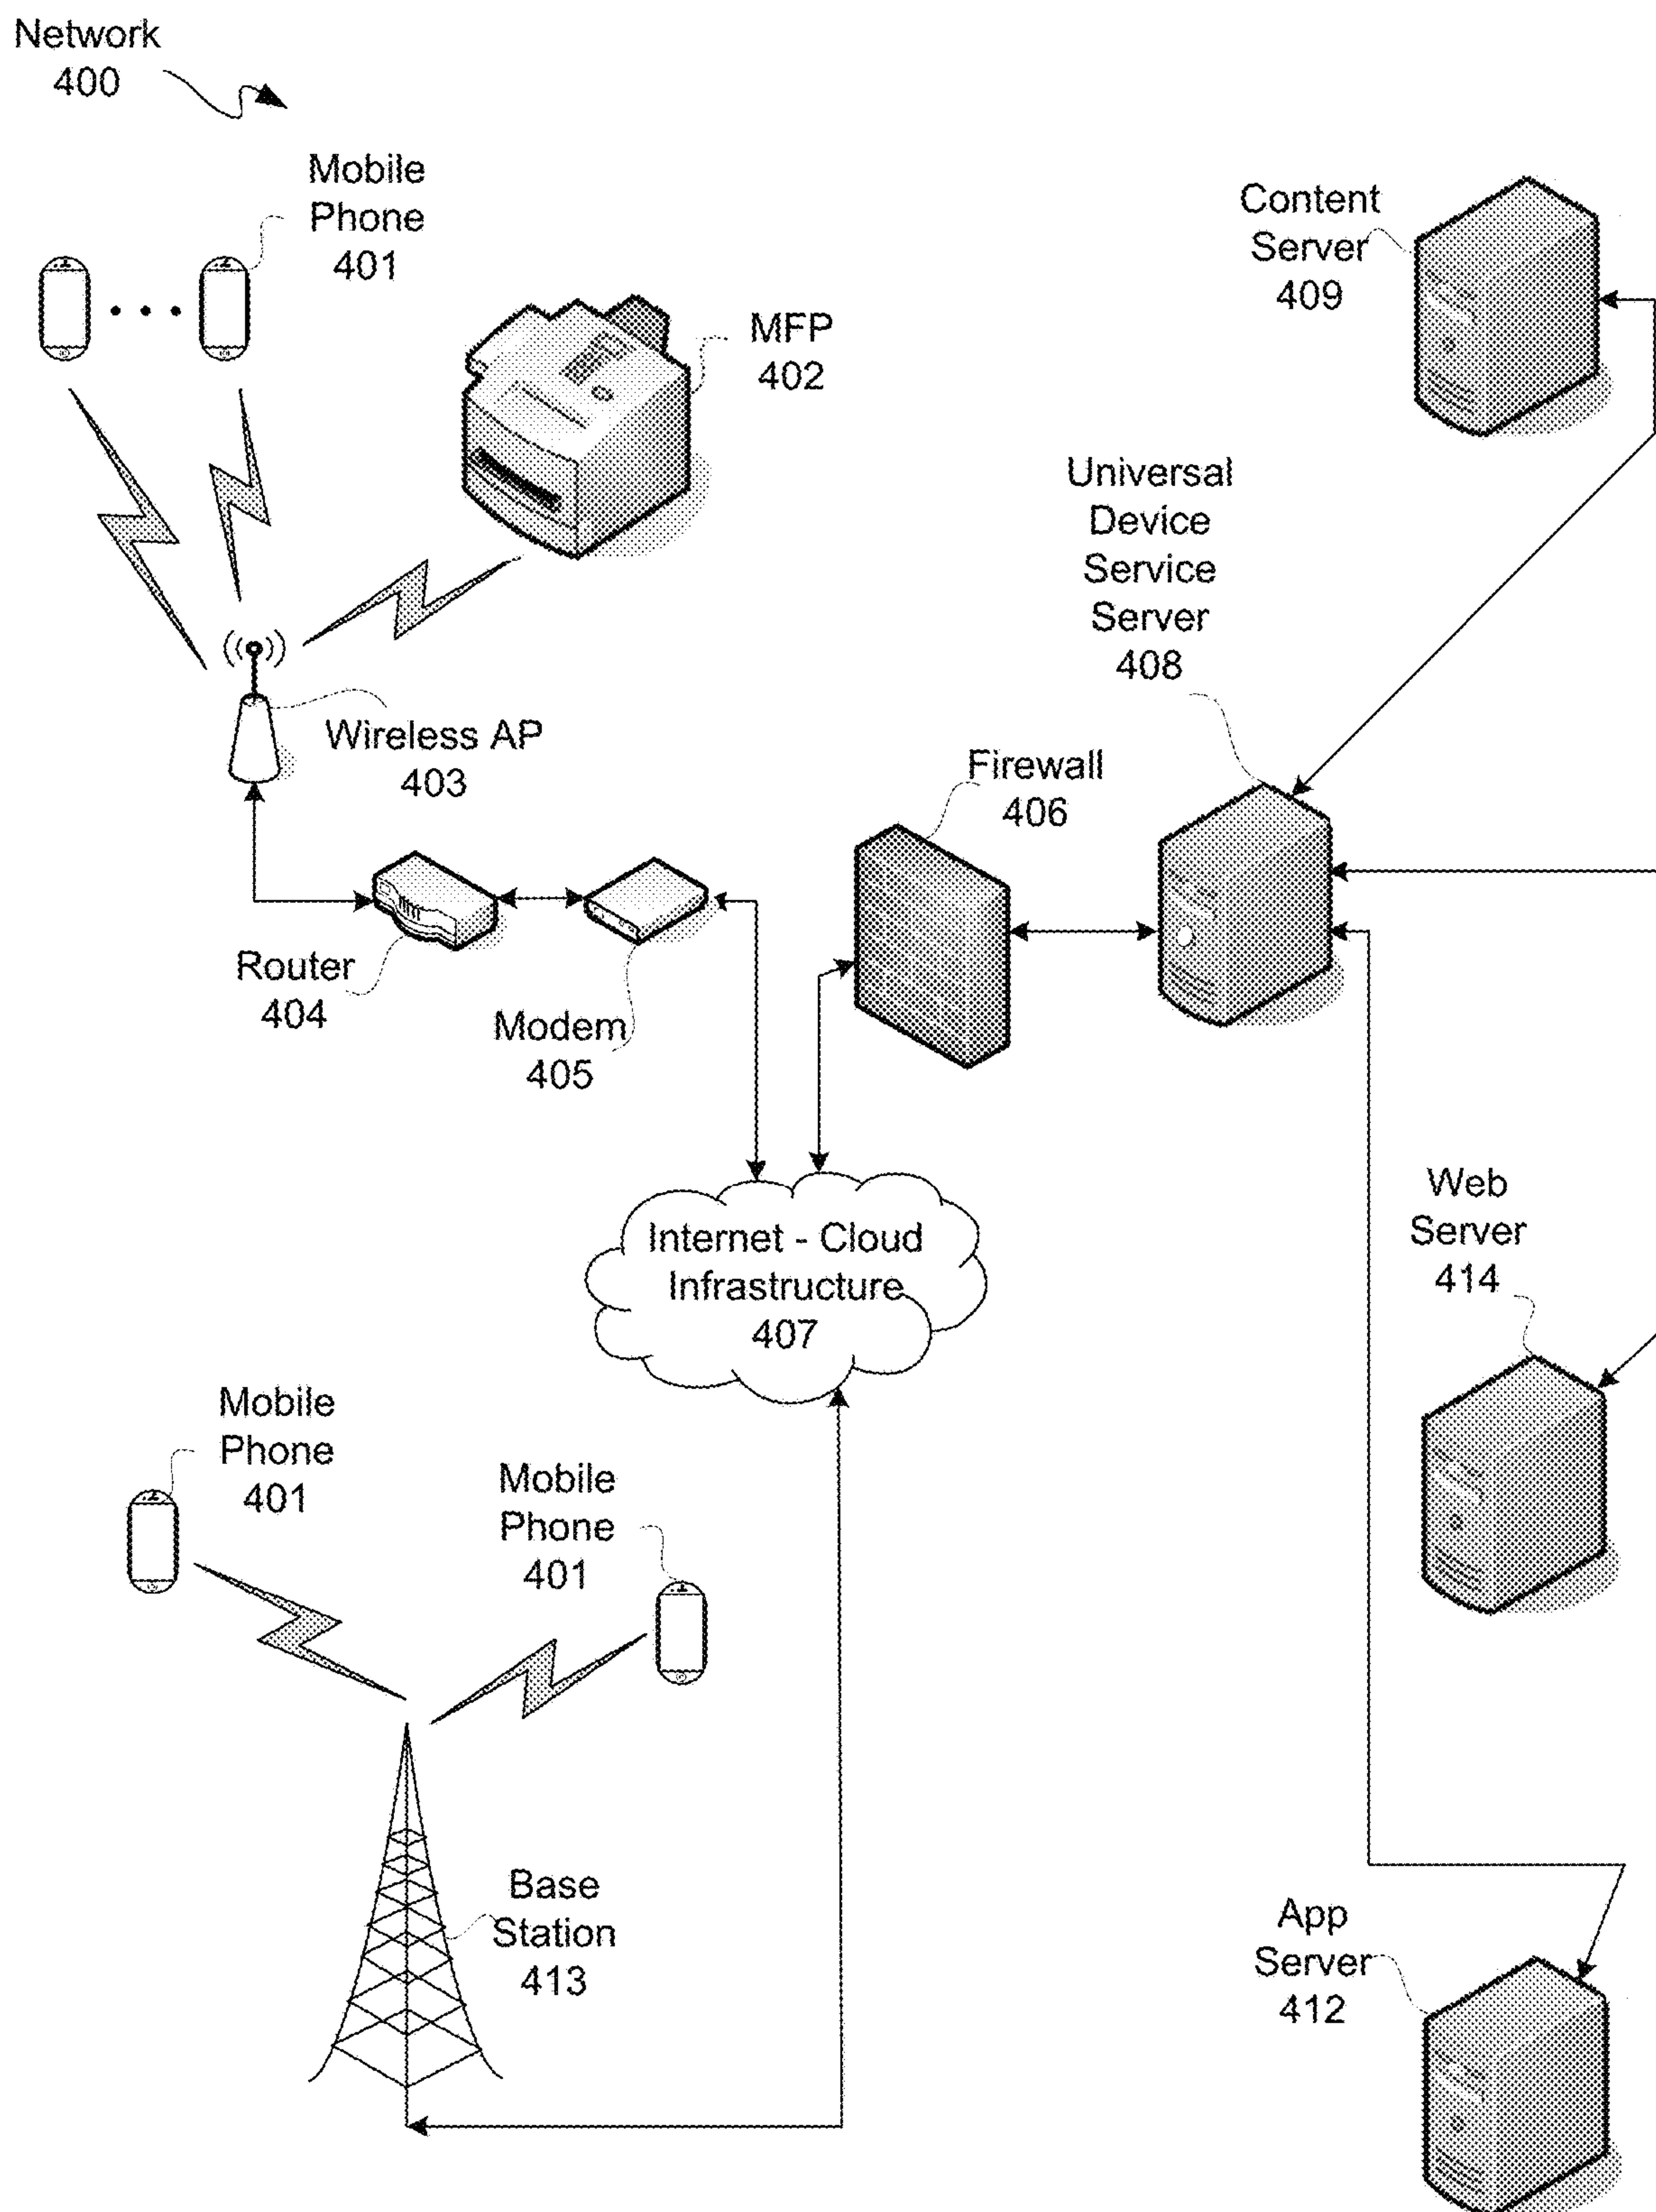 Network
400
Mobile
Phone
401
MFP
402
Content
Server
409
Universal
Device
Service
Server
408
Wireless AP
403
Firewall
406
Router
404
Modem
405
Internet - Cloud
Infrastructure
407
Web
Server
414
Mobile
Phone
401
Mobile
Phone
401
Base
Station
413
App
Server
412